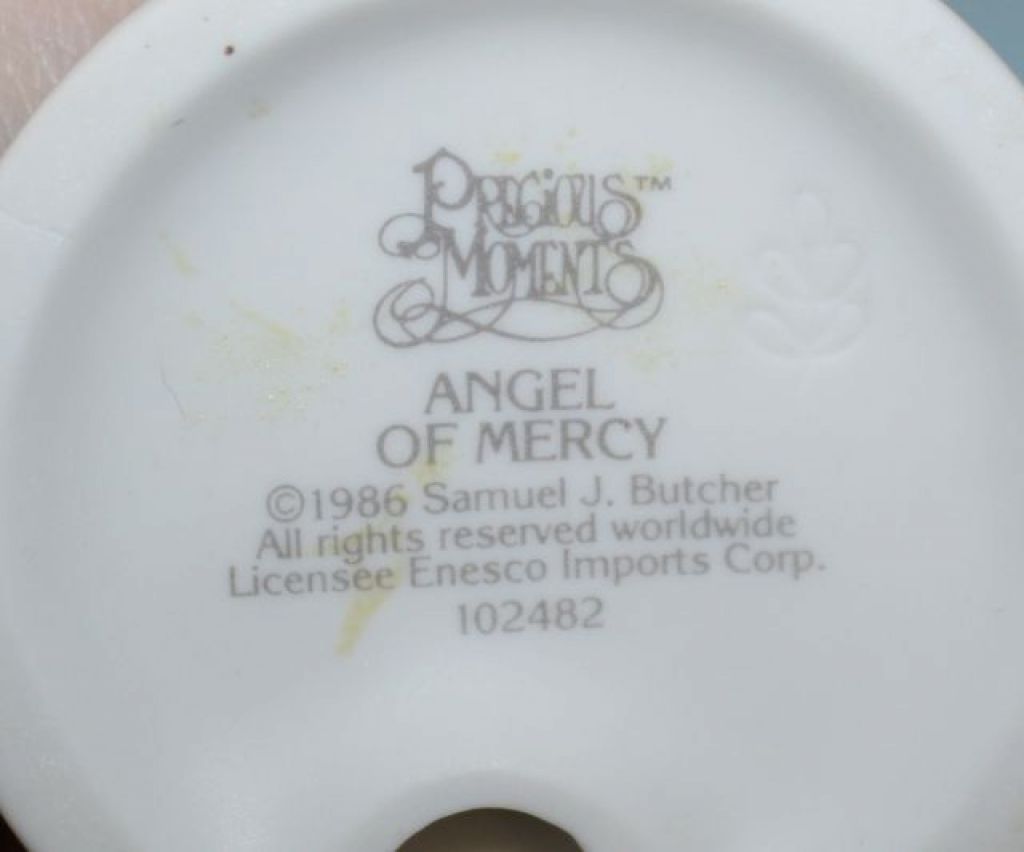 PRECIOUS™
MOMENTS
ANGEL
OF MERCY
©1986 Samuel J. Butcher
All rights reserved worldwide
Licensee Enesco Imports Corp.
102482